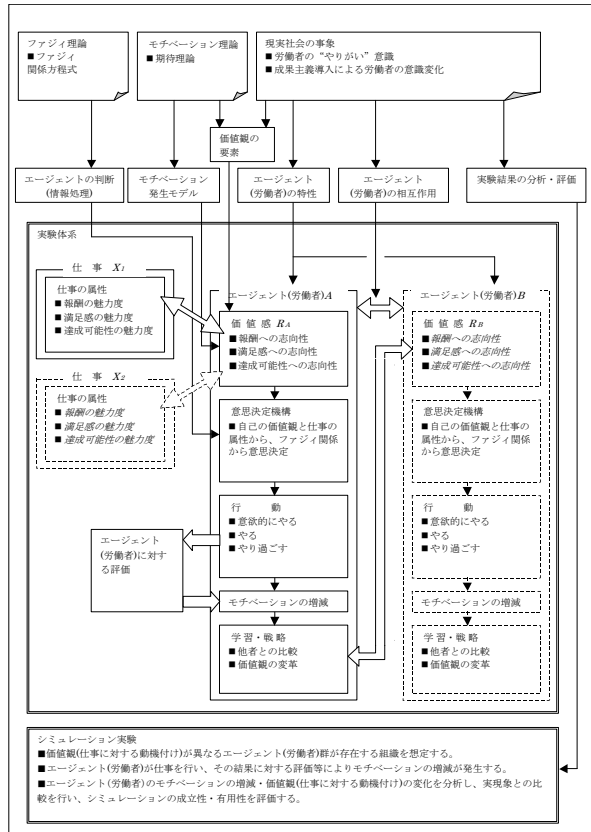 ファジィ理論
■ファジィ
関係方程式
モチベーション理論
■期待理論
現実社会の事象
■労働者の“やりがい”意識
■成果主義導入による労働者の意識変化
価値観の
要素
エージェントの判断
(情報処理)
モチベーション
発生モデル
エージェント
(労働者)の特性
エージェント
(労働者)の相互作用
実験結果の分析・評価
実験体系
仕 事 X1
仕事の属性
■報酬の魅力度
■満足感の魅力度
■達成可能性の魅力度
仕 事 X2
仕事の属性
■報酬の魅力度
■満足感の魅力度
■達成可能性の魅力度
エージェント(労働者)A
価 値 感 RA
■報酬への志向性
■満足感への志向性
■達成可能性への志向性
意思決定機構
■自己の価値観と仕事の
属性から、ファジィ関係
から意思決定
行 動
■意欲的にやる
■やる
■やり過ごす
モチベーションの増減
学習・戦略
■他者との比較
■価値観の変革
エージェント
(労働者)に対す
る評価
エージェント(労働者)B
価 値 感 RB
■報酬への志向性
■満足感への志向性
■達成可能性への志向性
意思決定機構
■自己の価値観と仕事の
属性から、ファジィ関係
から意思決定
行 動
■意欲的にやる
■やる
■やり過ごす
モチベーションの増減
学習・戦略
■他者との比較
■価値観の変革
シミュレーション実験
■価値観(仕事に対する動機付け)が異なるエージェント(労働者)群が存在する組織を想定する。
■エージェント(労働者)が仕事を行い、その結果に対する評価等によりモチベーションの増減が発生する。
■エージェント(労働者)のモチベーションの増減・価値観(仕事に対する動機付け)の変化を分析し、実現象との比
較を行い、シミュレーションの成立性・有用性を評価する。